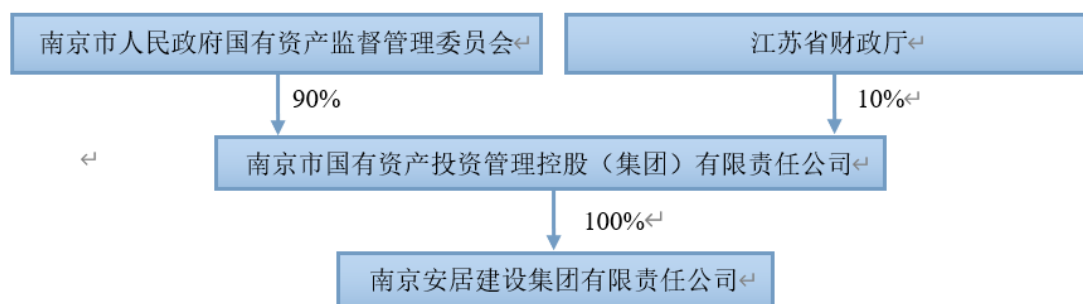 南京市人民政府国有资产监督管理委员会↵
江苏省财政厅↵
90%
10%↵
↵
南京市国有资产投资管理控股（集团）有限责任公司↵
100%↵
南京安居建设集团有限责任公司↵